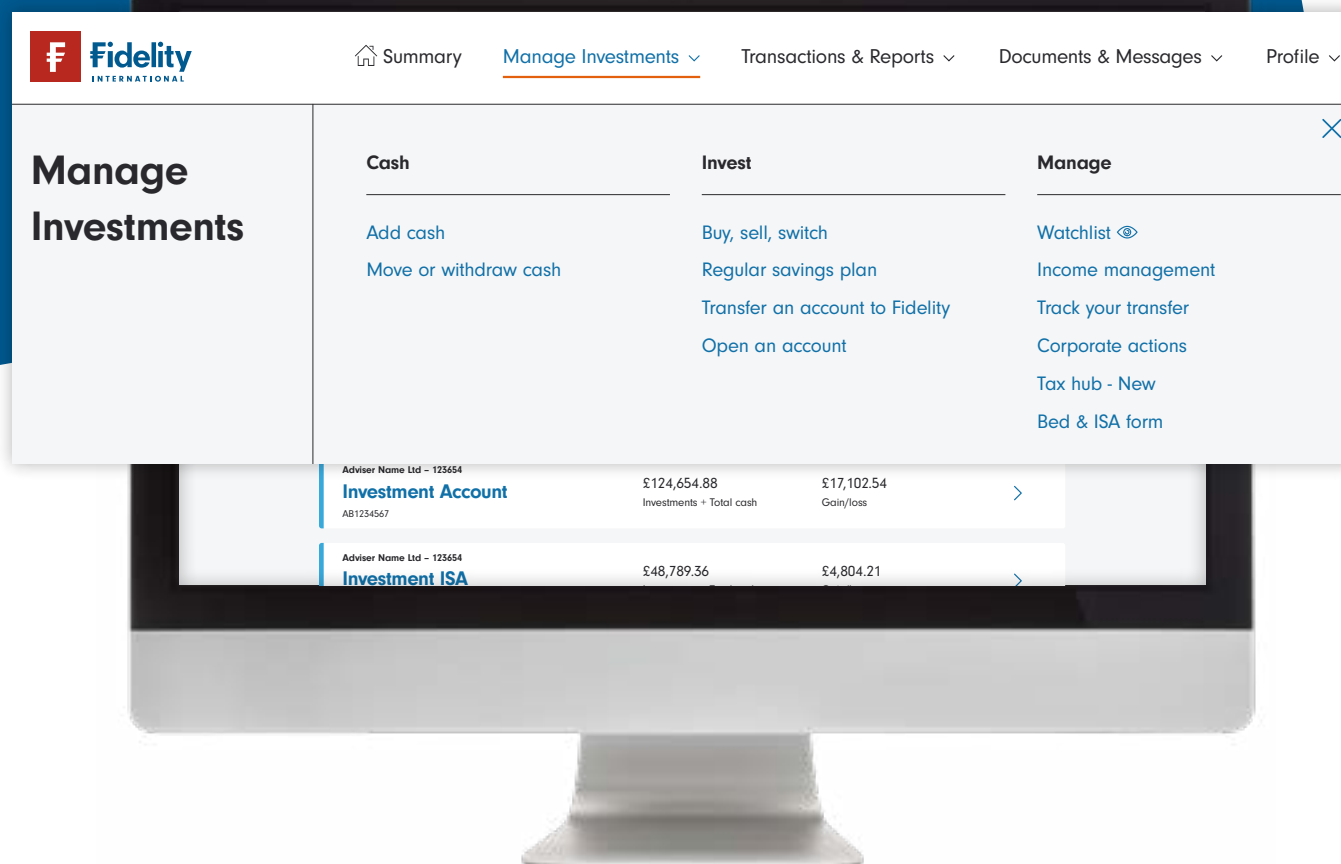 Fidelity
INTERNATIONAL
Summary
Manage Investments
Transactions & Reports
Documents & Messages
Profile
Manage
Investments
Cash
Add cash
Move or withdraw cash
Invest
Buy, sell, switch
Regular savings plan
Transfer an account to Fidelity
Open an account
Manage
Watchlist
Income management
Track your transfer
Corporate actions
Tax hub - New
Bed & ISA form
Adviser Name Ltd – 123654
Investment Account
AB1234567
£124,654.88
Investments + Total cash
£17,102.54
Gain/loss
Adviser Name Ltd – 123654
Investment ISA
£48,789.36
£4,804.21